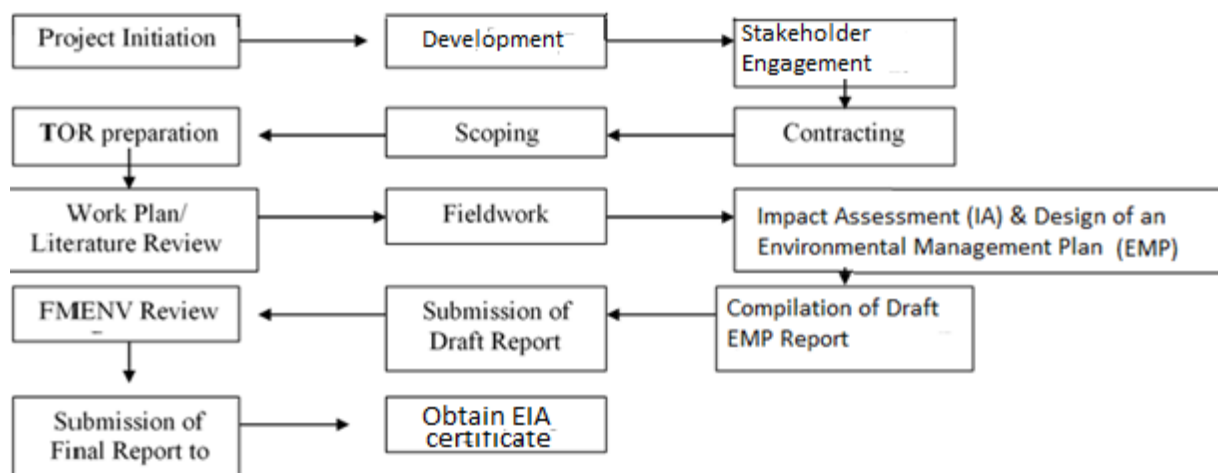 Project Initiation
Development
Stakeholder
Engagement
TOR preparation
Scoping
Contracting
Work Plan/
Literature Review
Fieldwork
Impact Assessment (IA) & Design of an
Environmental Management Plan (EMP)
FMENV Review
Submission of
Draft Report
Compilation of Draft
EMP Report
Submission of
Final Report to
Obtain EIA
certificate